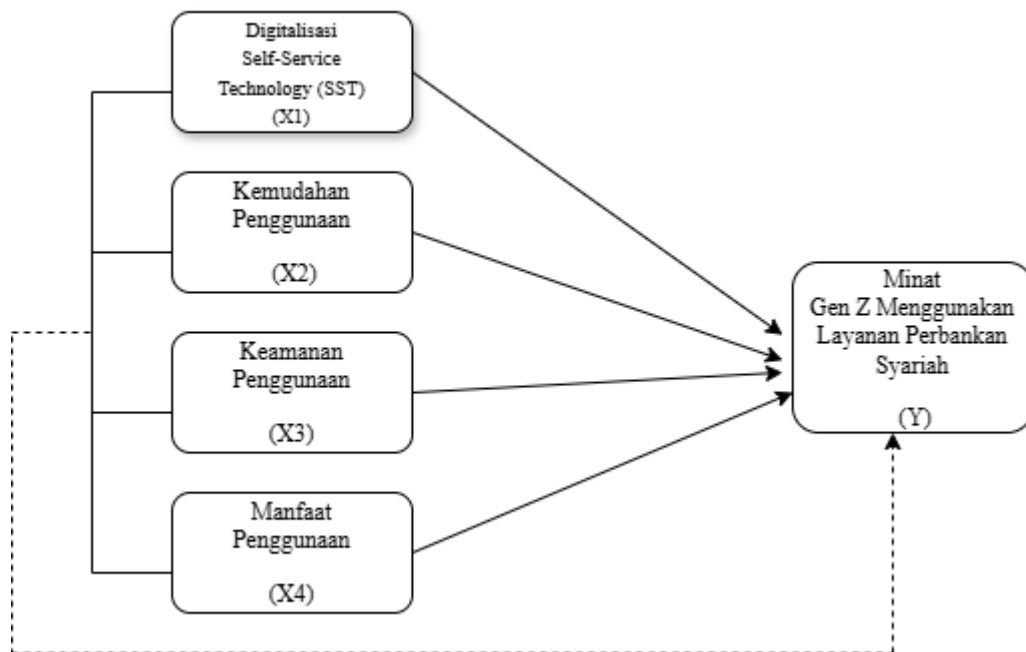 Digitalisasi
Self-Service
Technology (SST)
(X1)
Kemudahan
Penggunaan
(X2)
Keamanan
Penggunaan
(X3)
Manfaat
Penggunaan
(X4)
Minat
Gen Z Menggunakan
Layanan Perbankan
Syariah
(Y)